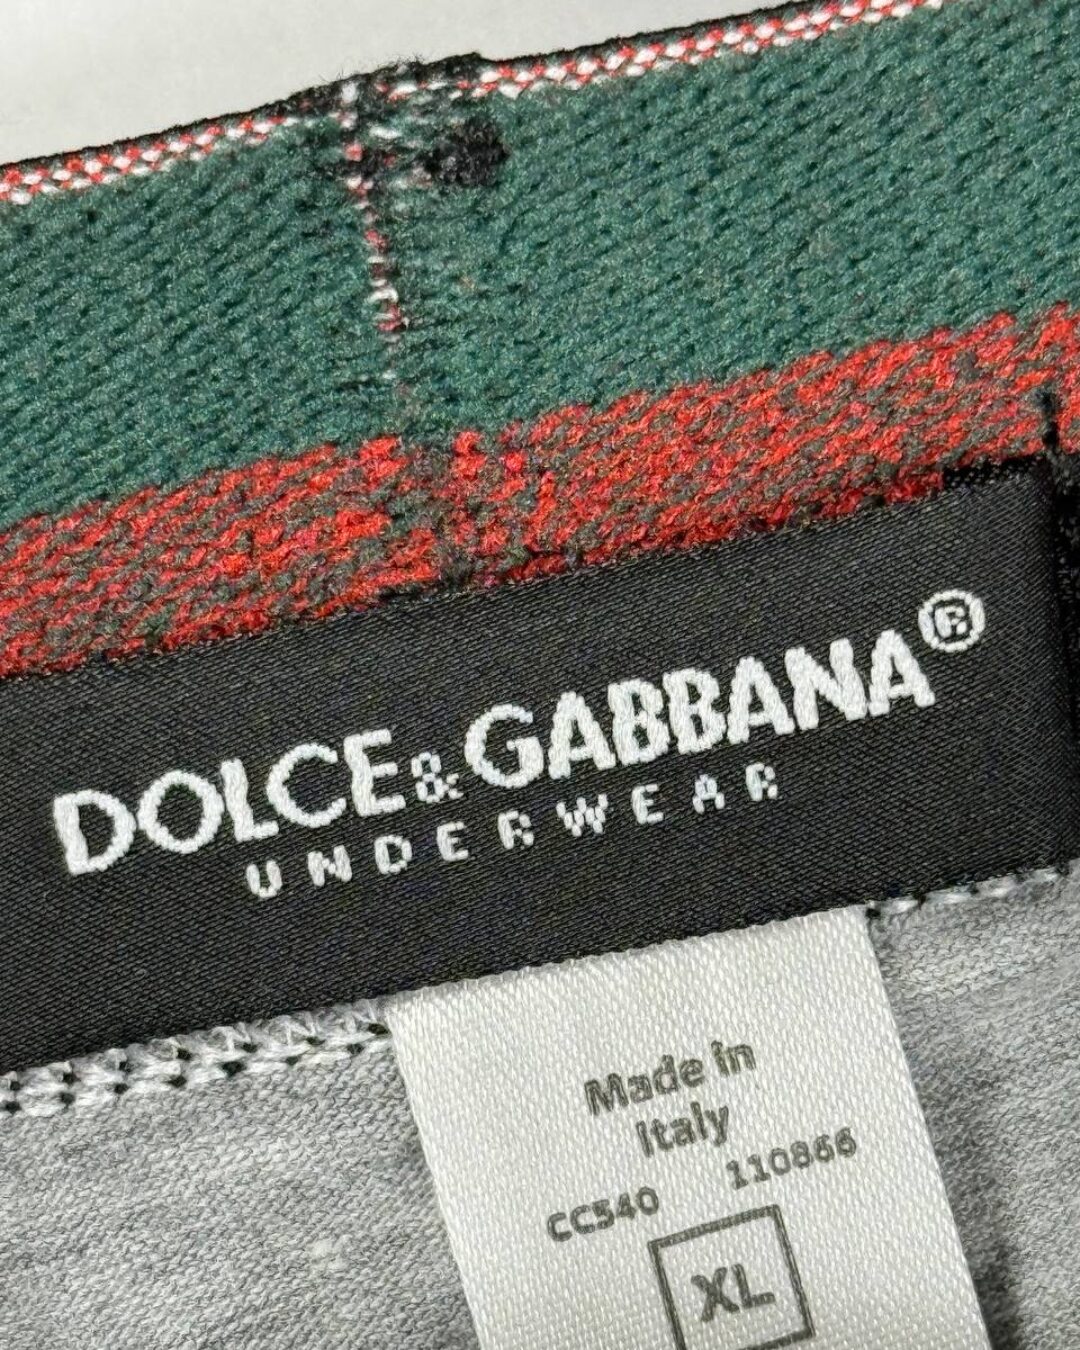 DOLCE&GABBANA®
UNDERWEAR
Made in
Italy
CC540 110866
XL